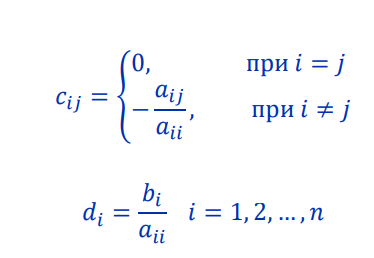 0, при i = j
c_ij = { −a_ij/a_ii, при i ≠ j
d_i = b_i/a_ii i = 1, 2, …, n